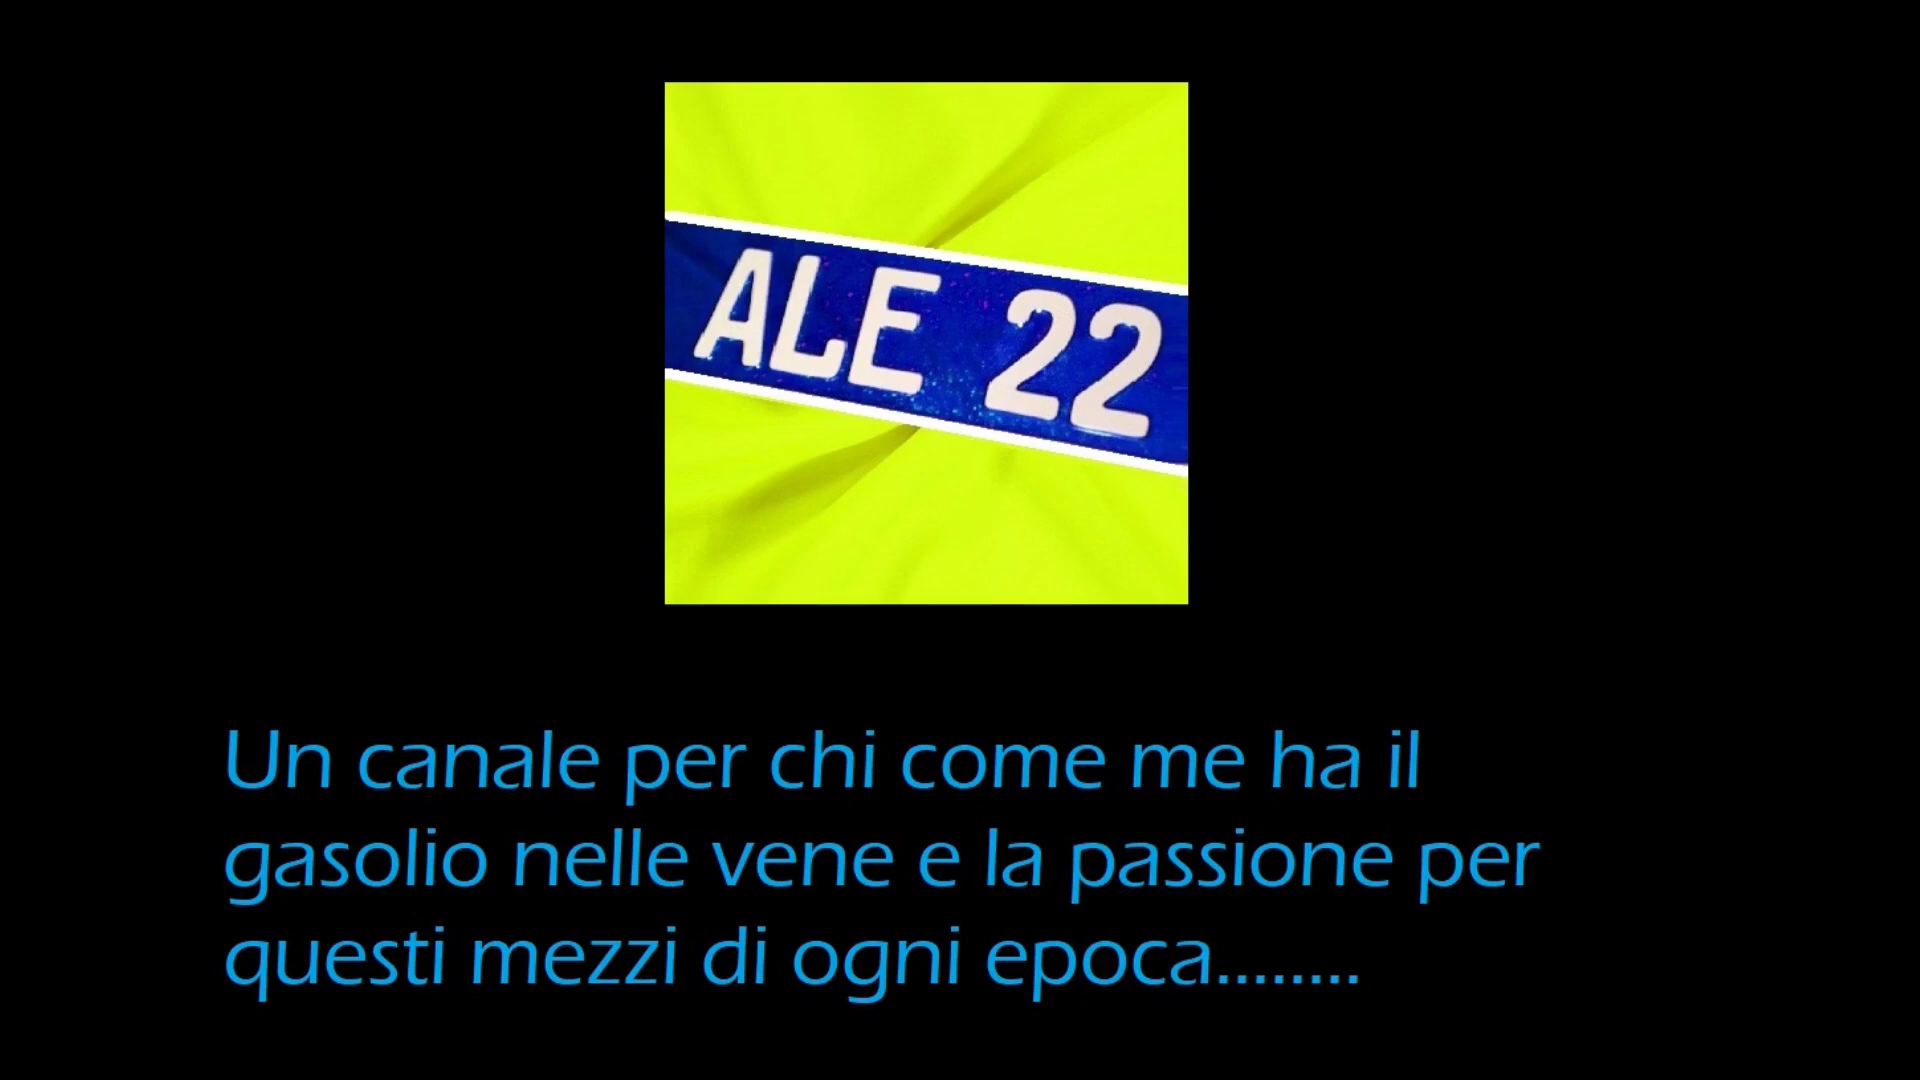 ALE 22
Un canale per chi come me ha il
gasolio nelle vene e la passione per
questi mezzi di ogni epoca........